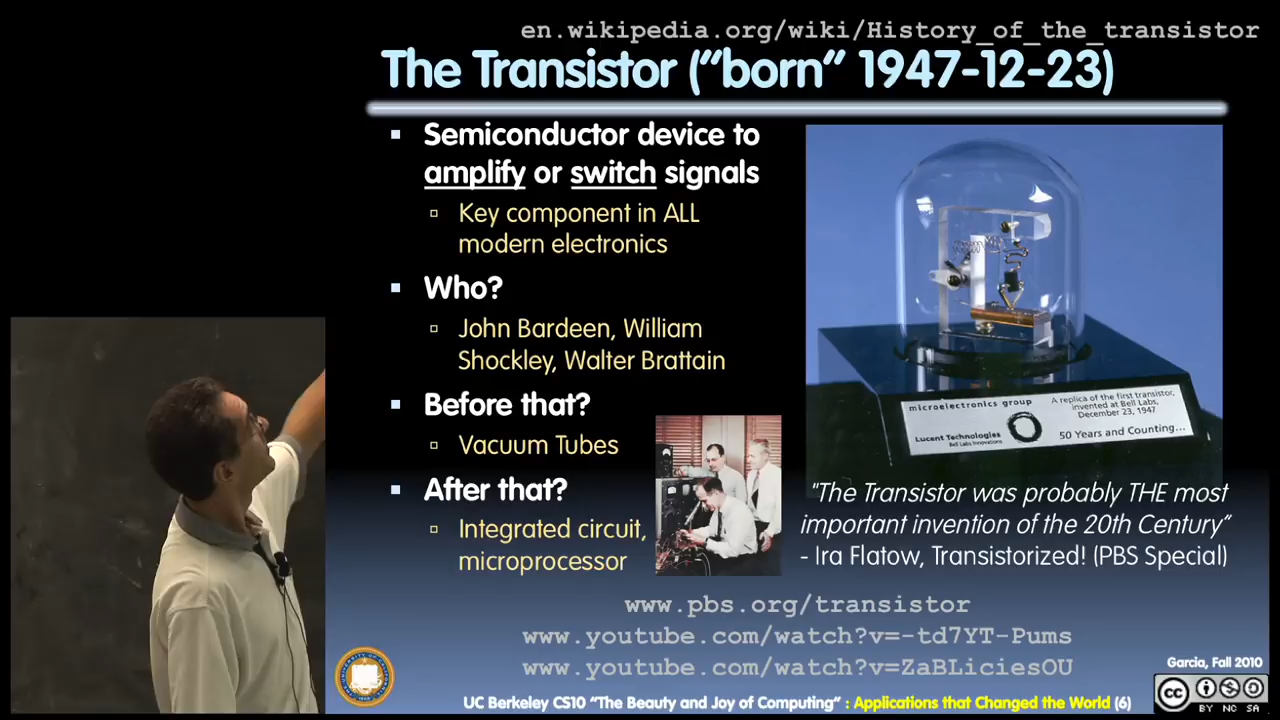 en.wikipedia.org/wiki/History_of_the_transistor
The Transistor (“born” 1947-12-23)
Semiconductor device to
amplify or switch signals
Key component in ALL
modern electronics
Who?
John Bardeen, William
Shockley, Walter Brattain
Before that?
Vacuum Tubes
After that?
Integrated circuit,
microprocessor
microelectronics group
Lucent Technologies
Bell Labs Innovations
A replica of the first transistor,
invented at Bell Labs,
December 23, 1947
50 Years and Counting...
"The Transistor was probably THE most
important invention of the 20th Century”
- Ira Flatow, Transistorized! (PBS Special)
www.pbs.org/transistor
www.youtube.com/watch?v=-td7YT-Pums
www.youtube.com/watch?v=ZaBLiciesOU
Garcia, Fall 2010
UC Berkeley CS10 “The Beauty and Joy of Computing” : Applications that Changed the World (6)
cc
BY NC SA